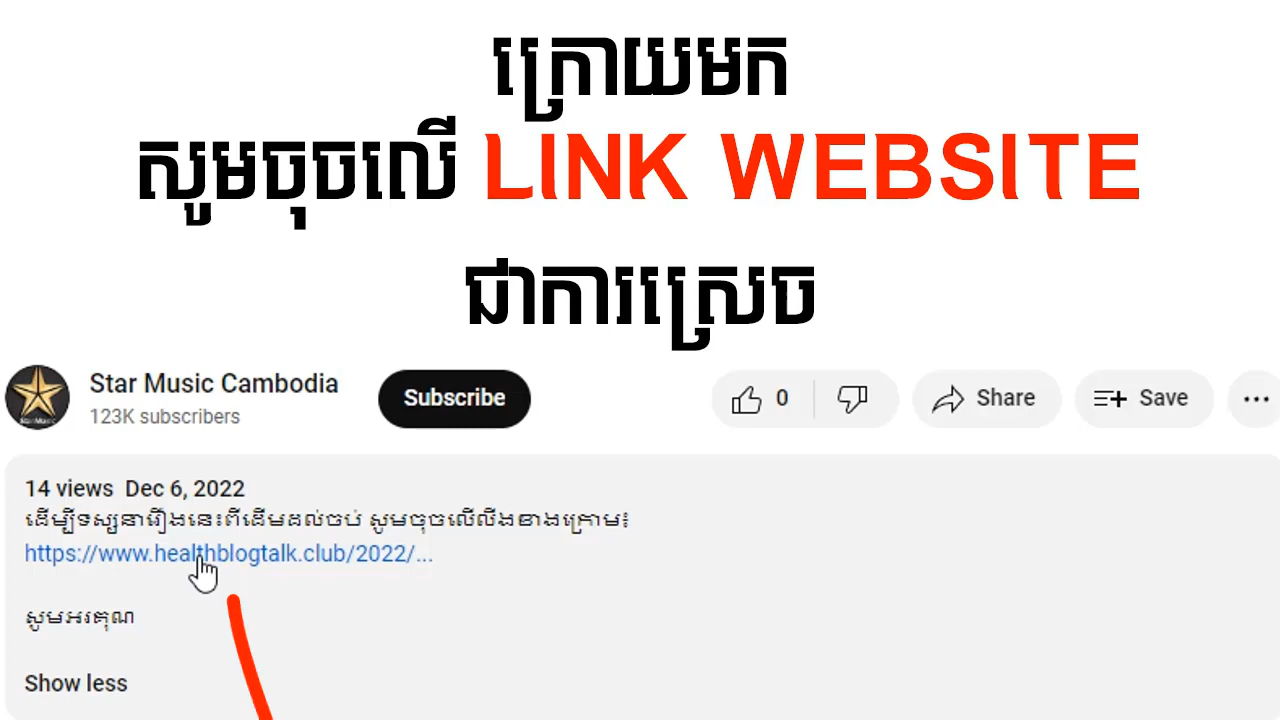 ក្រោយមក
សូមចុចលើ LINK WEBSITE
ជាការស្រេច
Star Music Cambodia
123K subscribers
Subscribe
0
Share
Save
14 views Dec 6, 2022
ដើម្បីទស្សនារឿងនេះពីដើមដល់ចប់ សូមចុចលើលីងខាងក្រោម៖
https://www.healthblogtalk.club/2022/...
សូមអរគុណ
Show less